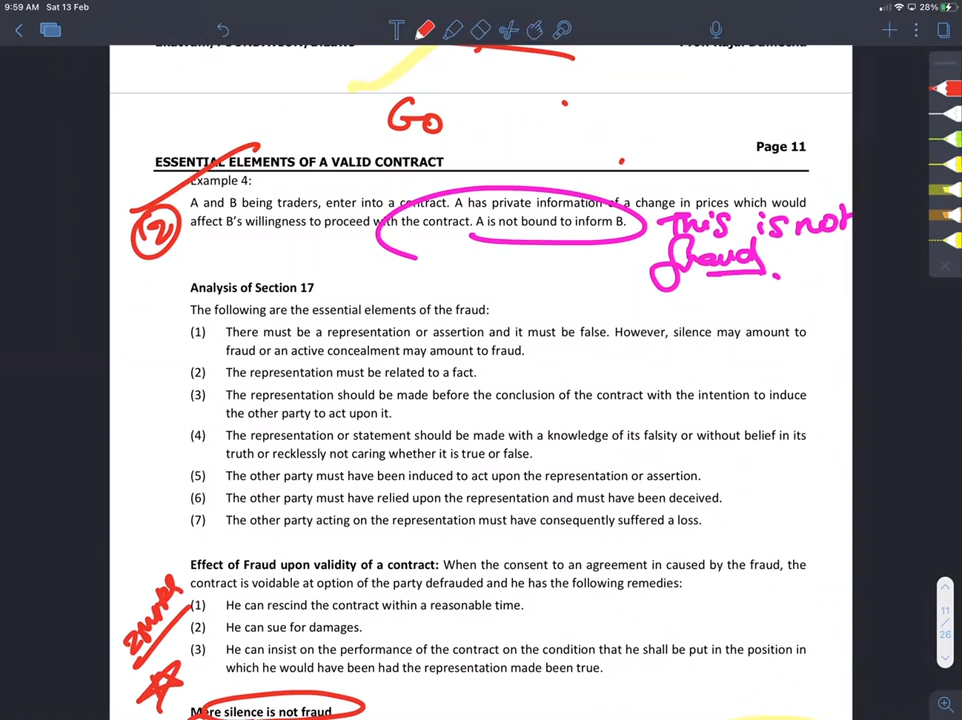 9:59 AM Sat 13 Feb
28%
Go
Page 11
ESSENTIAL ELEMENTS OF A VALID CONTRACT
Example 4:
A and B being traders, enter into a contract. A has private information of a change in prices which would
affect B's willingness to proceed with the contract. A is not bound to inform B.
This is not
fraud.
2
Analysis of Section 17
The following are the essential elements of the fraud:
(1) There must be a representation or assertion and it must be false. However, silence may amount to
fraud or an active concealment may amount to fraud.
(2) The representation must be related to a fact.
(3) The representation should be made before the conclusion of the contract with the intention to induce
the other party to act upon it.
(4) The representation or statement should be made with a knowledge of its falsity or without belief in its
truth or recklessly not caring whether it is true or false.
(5) The other party must have been induced to act upon the representation or assertion.
(6) The other party must have relied upon the representation and must have been deceived.
(7) The other party acting on the representation must have consequently suffered a loss.
Effect of Fraud upon validity of a contract: When the consent to an agreement in caused by the fraud, the
contract is voidable at option of the party defrauded and he has the following remedies:
(1) He can rescind the contract within a reasonable time.
(2) He can sue for damages.
(3) He can insist on the performance of the contract on the condition that he shall be put in the position in
which he would have been had the representation made been true.
Mere silence is not fraud
11
26